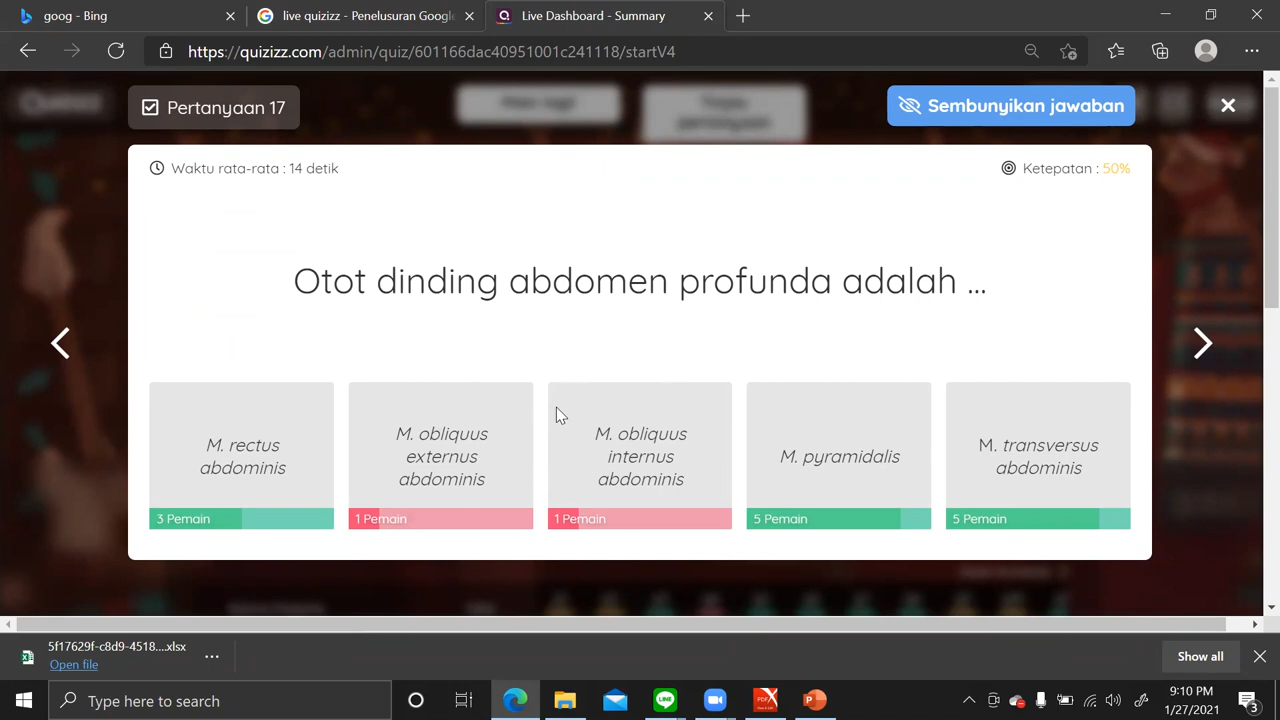 goog - Bing
live quizizz - Penelusuran Google
Live Dashboard - Summary
https://quizizz.com/admin/quiz/601166dac40951001c241118/startV4
Pertanyaan 17
Sembunyikan jawaban
Waktu rata-rata : 14 detik
Ketepatan : 50%
Otot dinding abdomen profunda adalah ...
M. rectus
abdominis
M. obliquus
externus
abdominis
M. obliquus
internus
abdominis
M. pyramidalis
M. transversus
abdominis
3 Pemain
1 Pemain
1 Pemain
5 Pemain
5 Pemain
5f17629f-c8d9-4518....xlsx
Open file
Show all
Type here to search
9:10 PM
1/27/2021
3